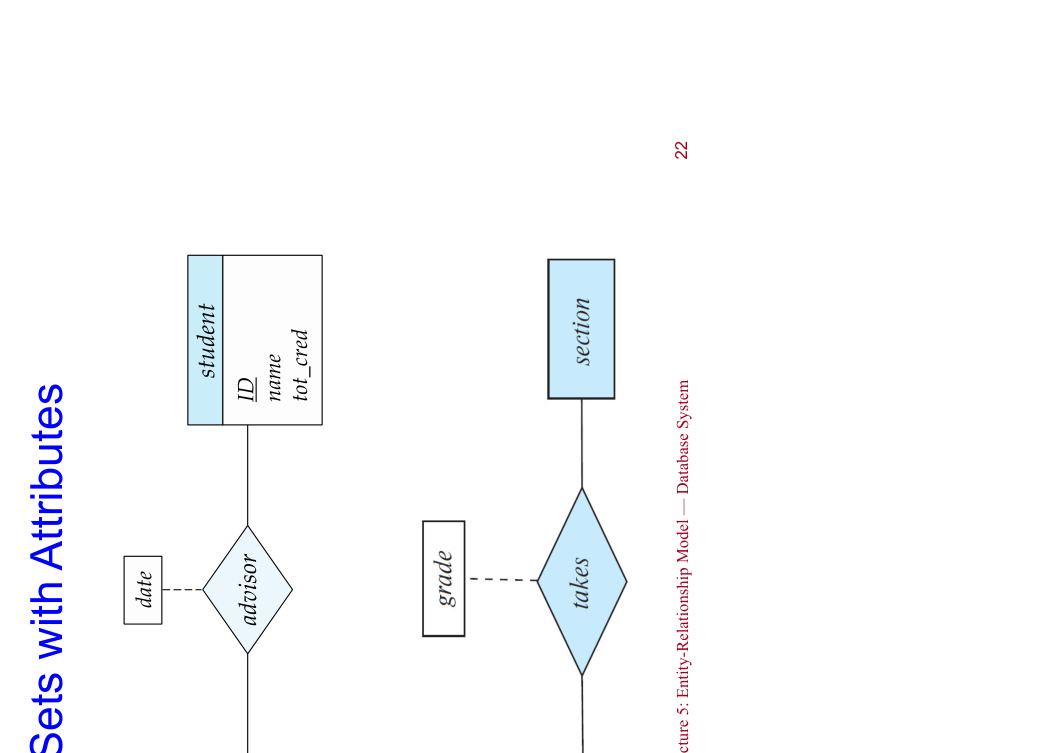 Sets with Attributes
date
advisor
student
ID
name
tot_cred
grade
takes
section
cture 5: Entity-Relationship Model — Database System
22